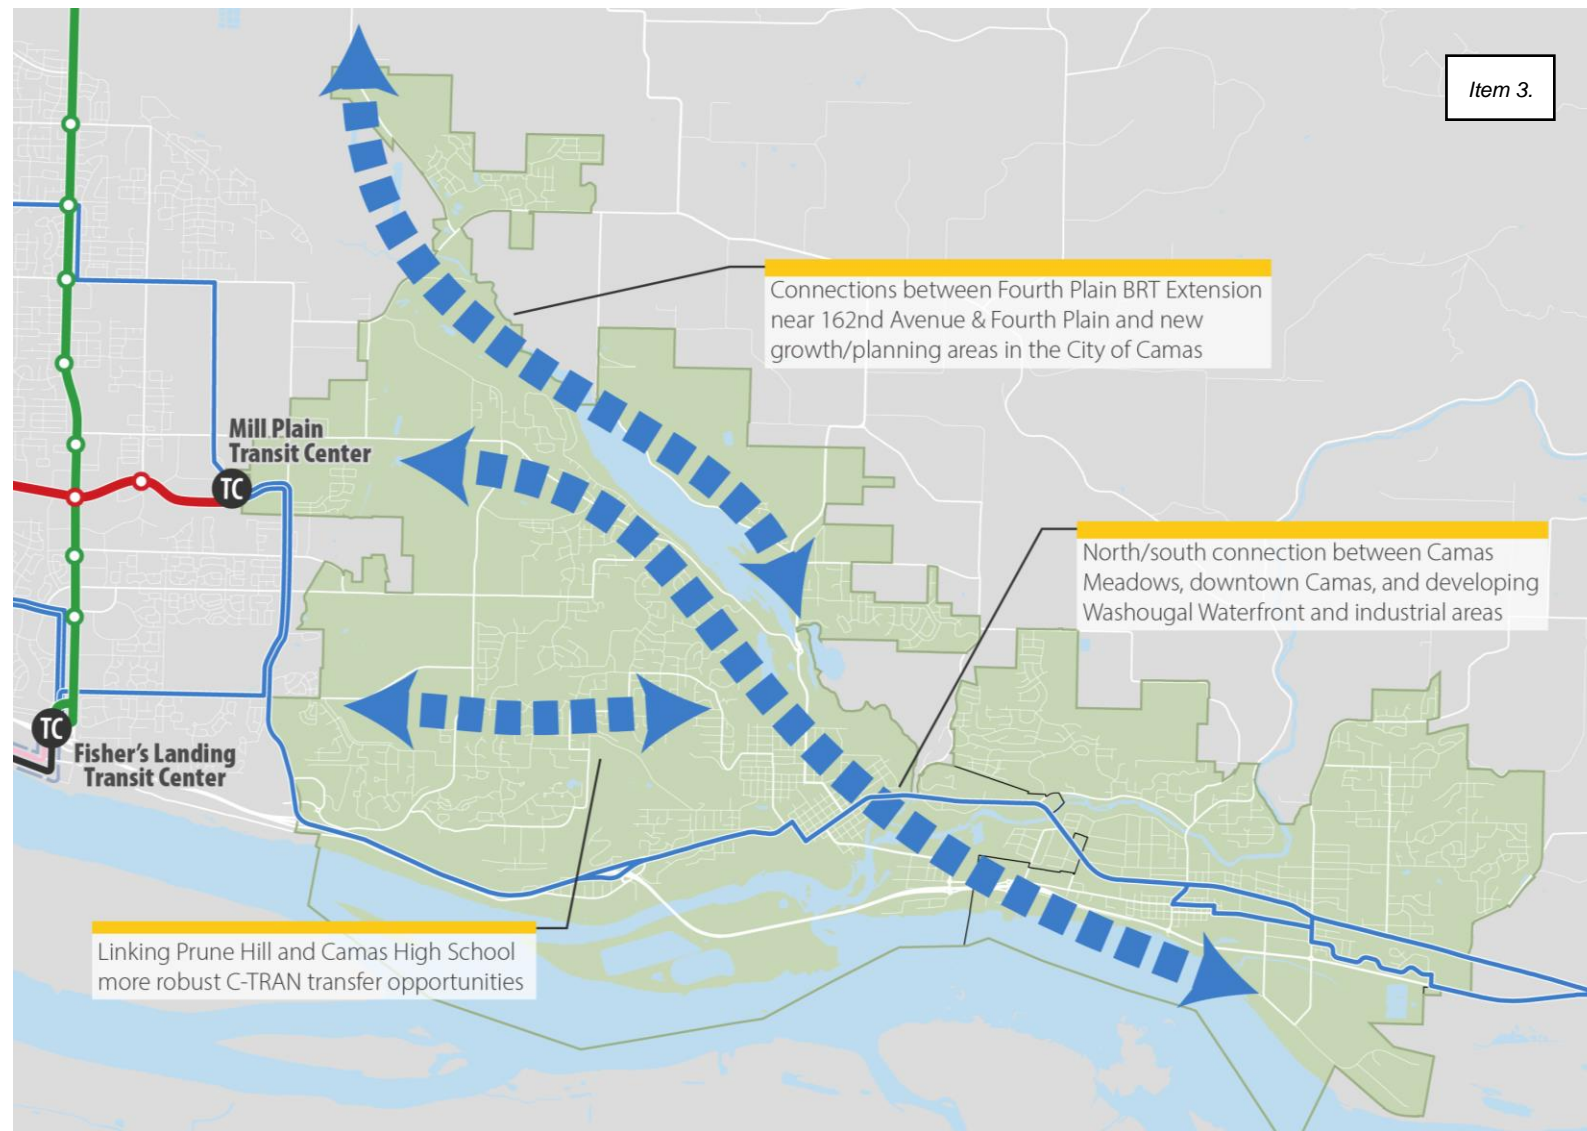 Item 3.
Connections between Fourth Plain BRT Extension
near 162nd Avenue & Fourth Plain and new
growth/planning areas in the City of Camas
Mill Plain
Transit Center
TC
North/south connection between Camas
Meadows, downtown Camas, and developing
Washougal Waterfront and industrial areas
TC
Fisher's Landing
Transit Center
Linking Prune Hill and Camas High School
more robust C-TRAN transfer opportunities